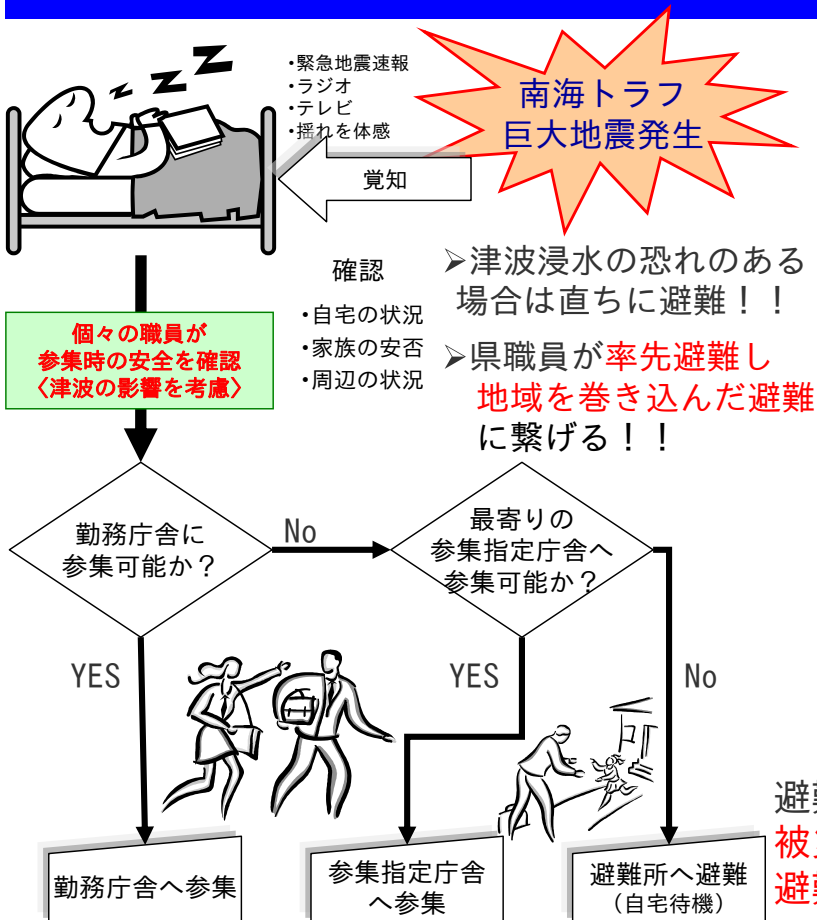 z z Z
・緊急地震速報
・ラジオ
・テレビ
・揺れを体感
南海トラフ
巨大地震発生
覚知
確認
・自宅の状況
・家族の安否
・周辺の状況
➢津波浸水の恐れのある
場合は直ちに避難！！
➢県職員が率先避難し
地域を巻き込んだ避難
に繋げる！！
個々の職員が
参集時の安全を確認
〈津波の影響を考慮〉
勤務庁舎に
参集可能か？
No
最寄りの
参集指定庁舎へ
参集可能か？
YES
YES
No
勤務庁舎へ参集
参集指定庁舎
へ参集
避難所へ避難
（自宅待機）
避
被
避